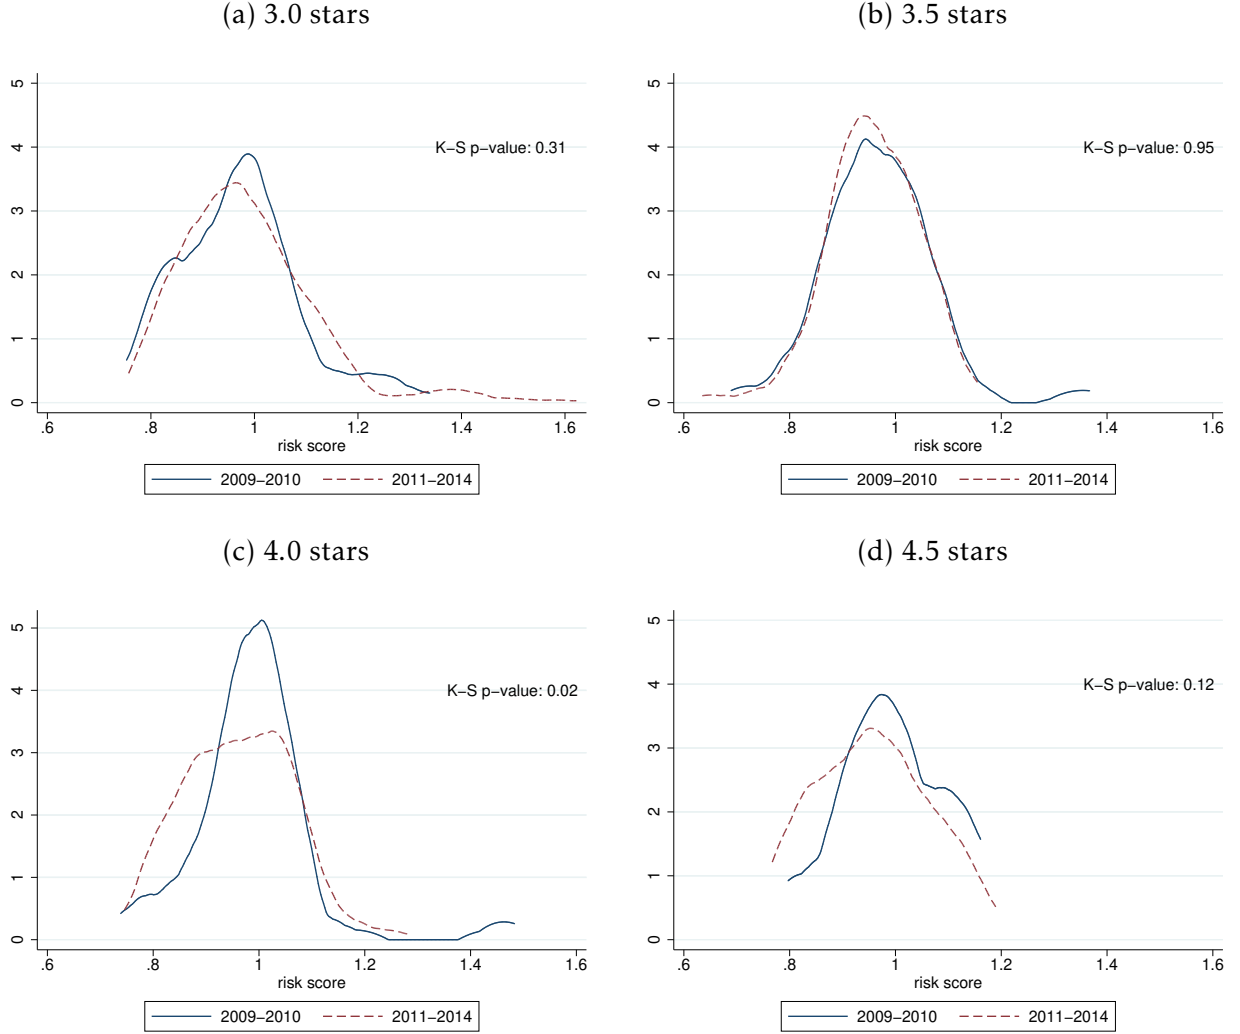 (a) 3.0 stars
5
4
3
2
1
0
K−S p−value: 0.31
.6 .8 1 1.2 1.4 1.6
risk score
2009−2010 2011−2014
(b) 3.5 stars
5
4
3
2
1
0
K−S p−value: 0.95
.6 .8 1 1.2 1.4 1.6
risk score
2009−2010 2011−2014
(c) 4.0 stars
5
4
3
2
1
0
K−S p−value: 0.02
.6 .8 1 1.2 1.4 1.6
risk score
2009−2010 2011−2014
(d) 4.5 stars
5
4
3
2
1
0
K−S p−value: 0.12
.6 .8 1 1.2 1.4 1.6
risk score
2009−2010 2011−2014